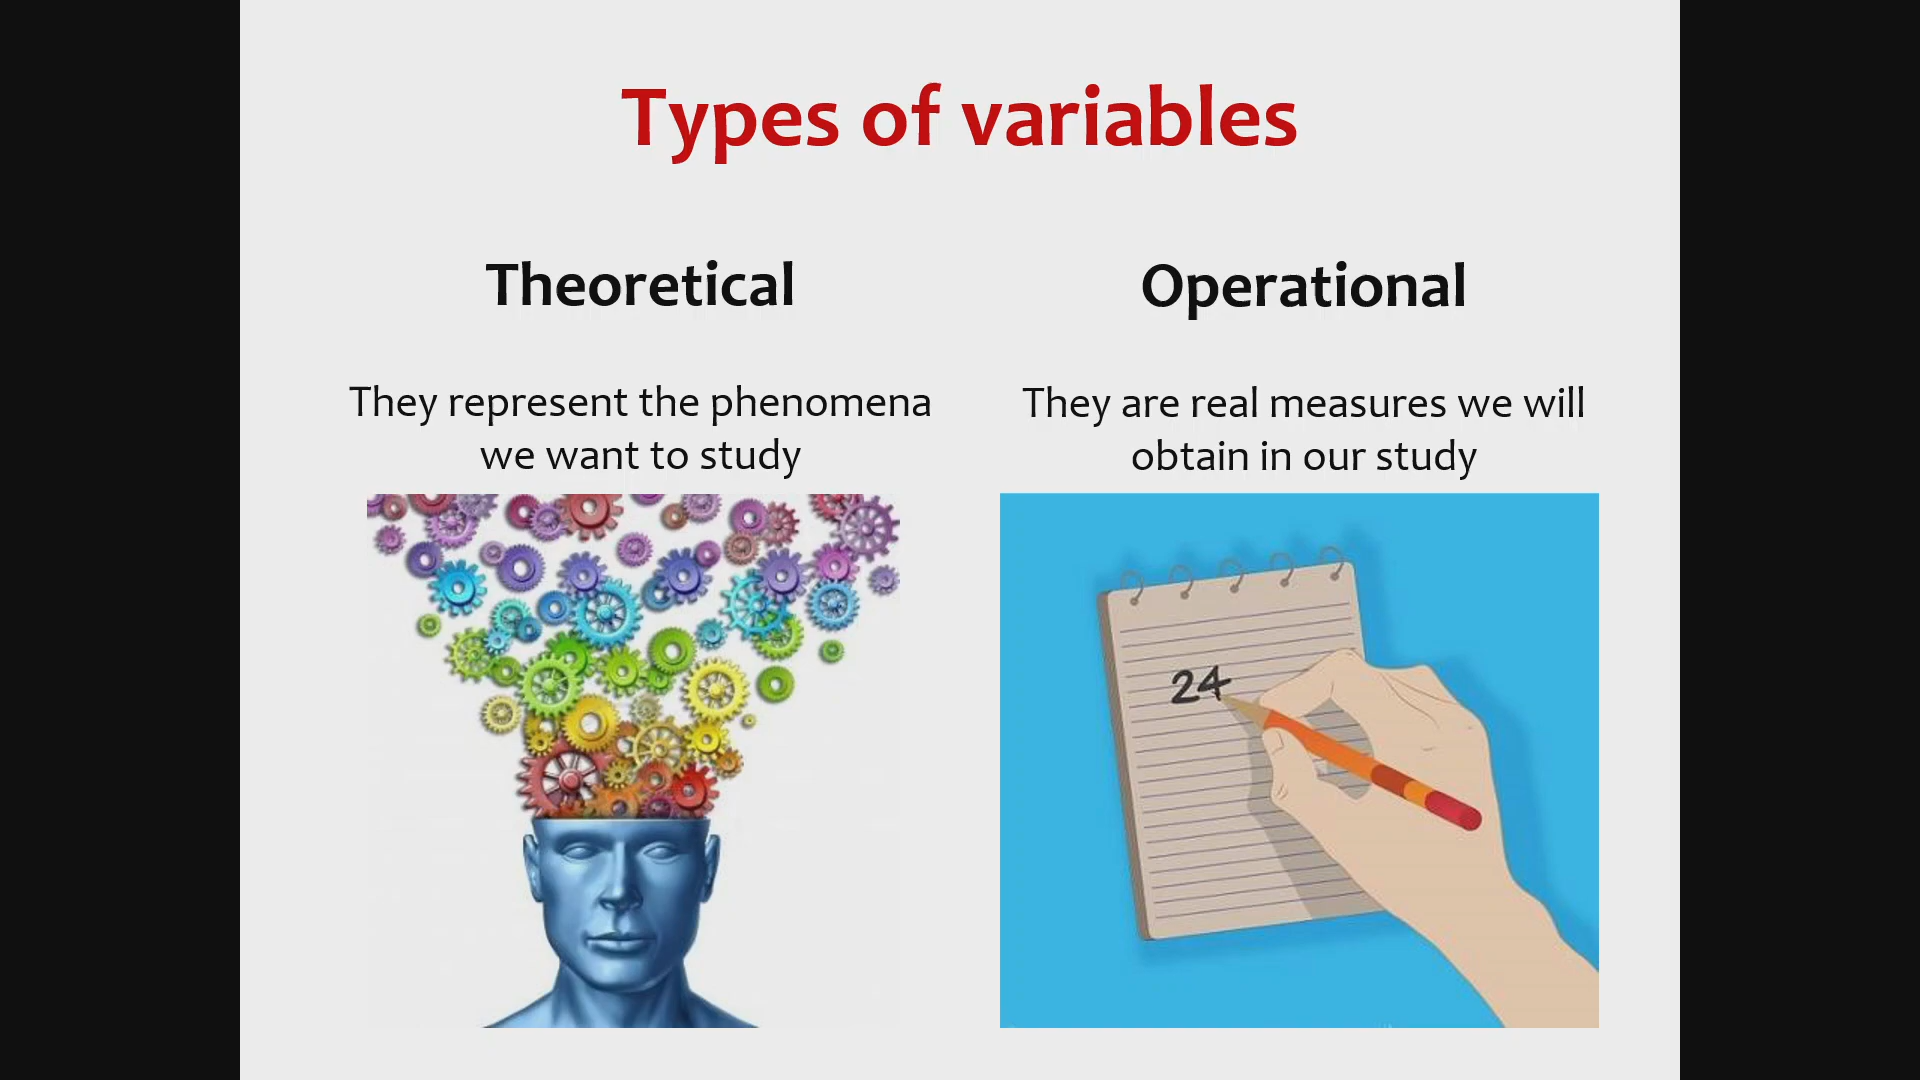 Types of variables
Theoretical
They represent the phenomena
we want to study
Operational
They are real measures we will
obtain in our study
24